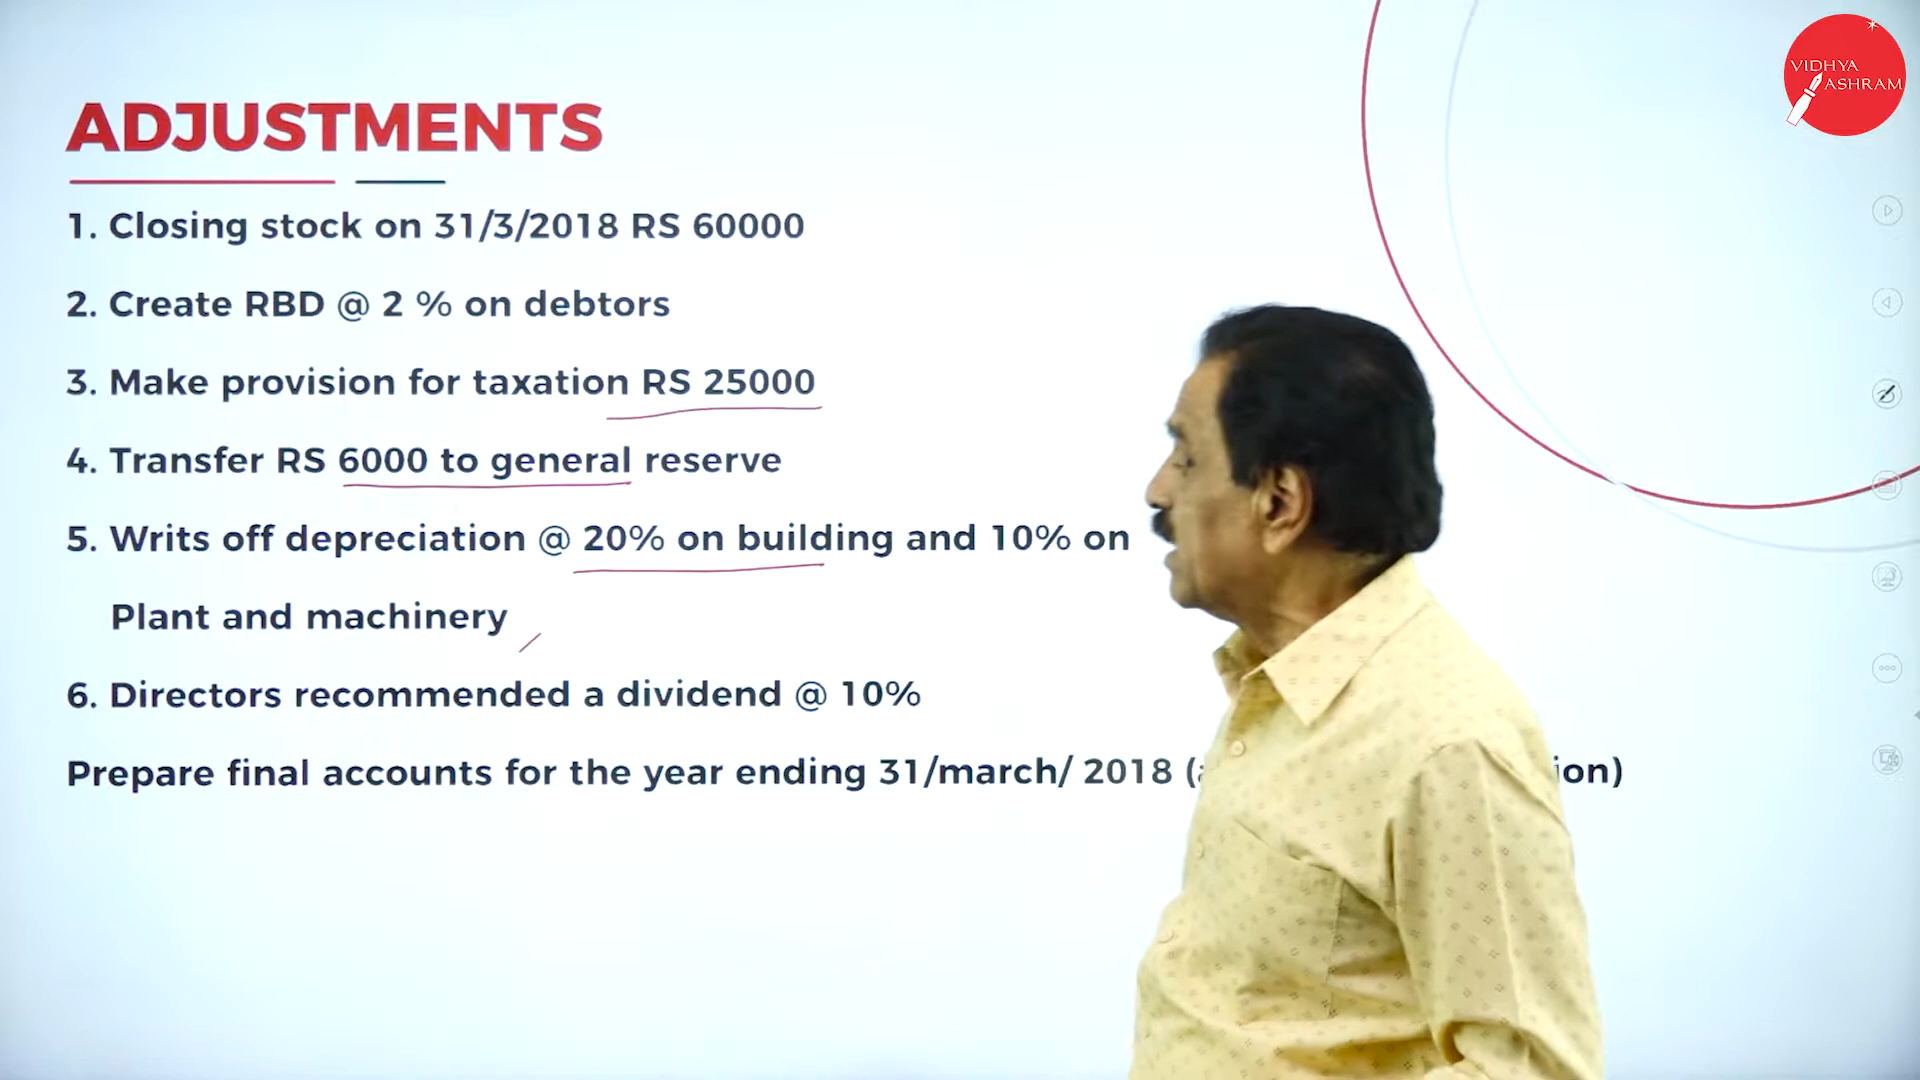 VIDHYA
ASHRAM
ADJUSTMENTS
1. Closing stock on 31/3/2018 RS 60000
2. Create RBD @ 2 % on debtors
3. Make provision for taxation RS 25000
4. Transfer RS 6000 to general reserve
5. Writs off depreciation @ 20% on building and 10% on
Plant and machinery
6. Directors recommended a dividend @ 10%
Prepare final accounts for the year ending 31/march/ 2018